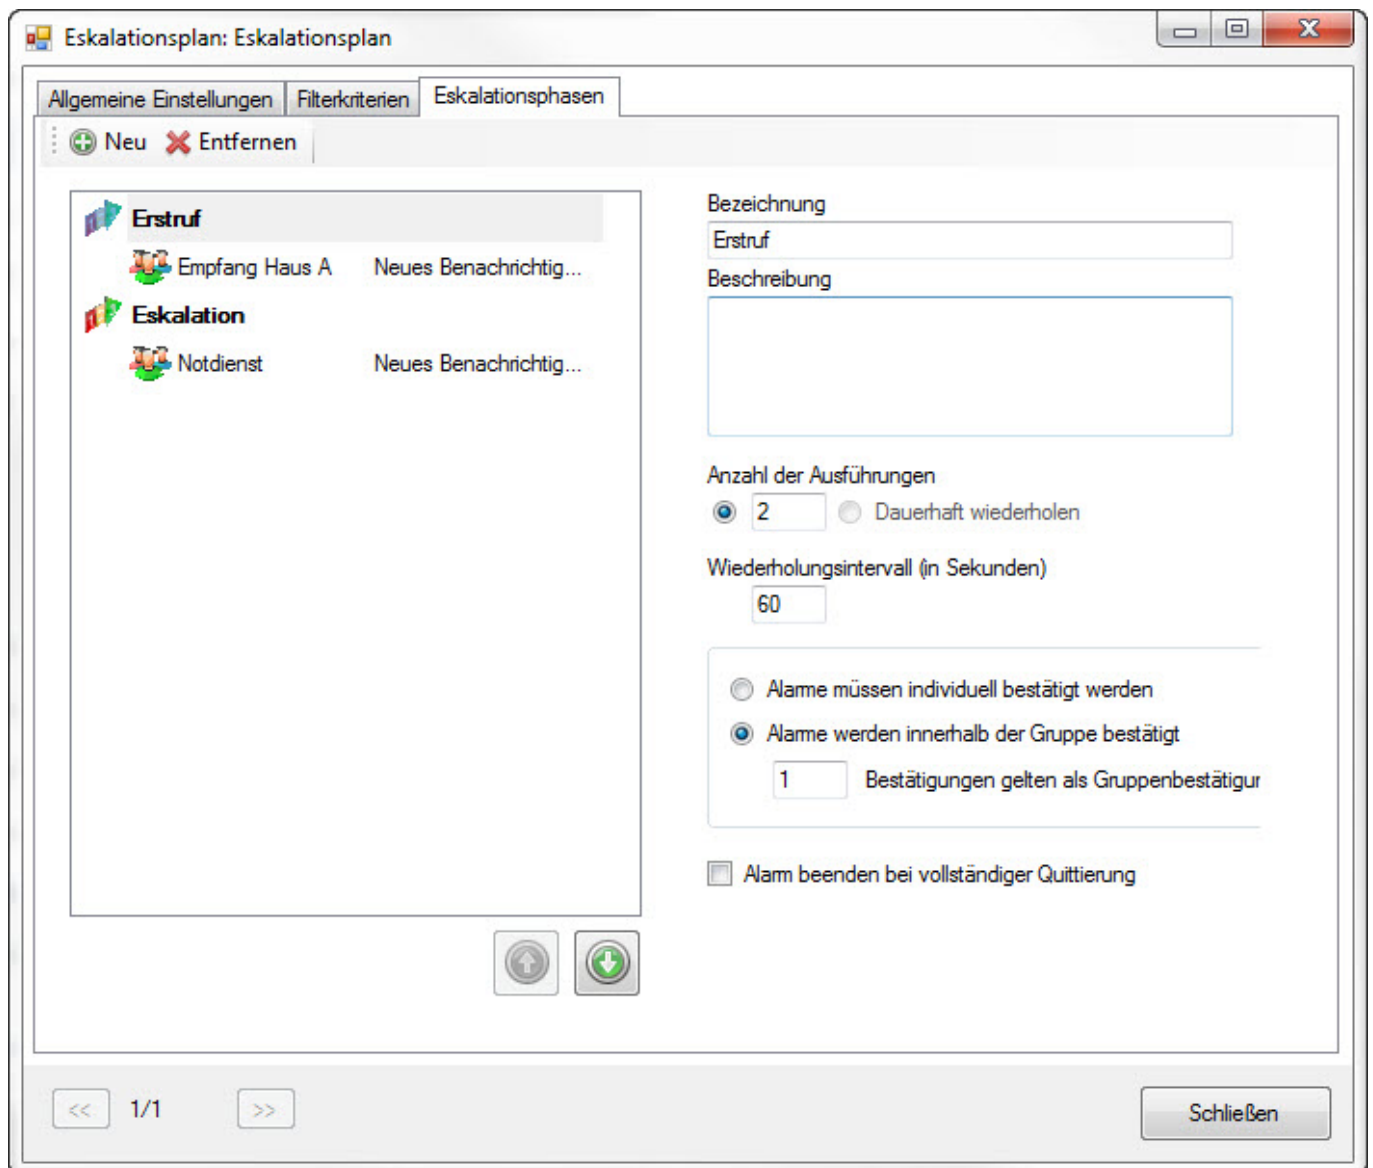 Eskalationsplan: Eskalationsplan
Allgemeine Einstellungen Filterkriterien Eskalationsphasen
Neu Entfernen
Erstruf
Empfang Haus A Neues Benachrichtig...
Eskalation
Notdienst Neues Benachrichtig...
Bezeichnung
Erstruf
Beschreibung
Anzahl der Ausführungen
2 Dauerhaft wiederholen
Wiederholungsintervall (in Sekunden)
60
Alarme müssen individuell bestätigt werden
Alarme werden innerhalb der Gruppe bestätigt
1 Bestätigungen gelten als Gruppenbestätigur
Alarm beenden bei vollständiger Quittierung
<< 1/1 >>
Schließen